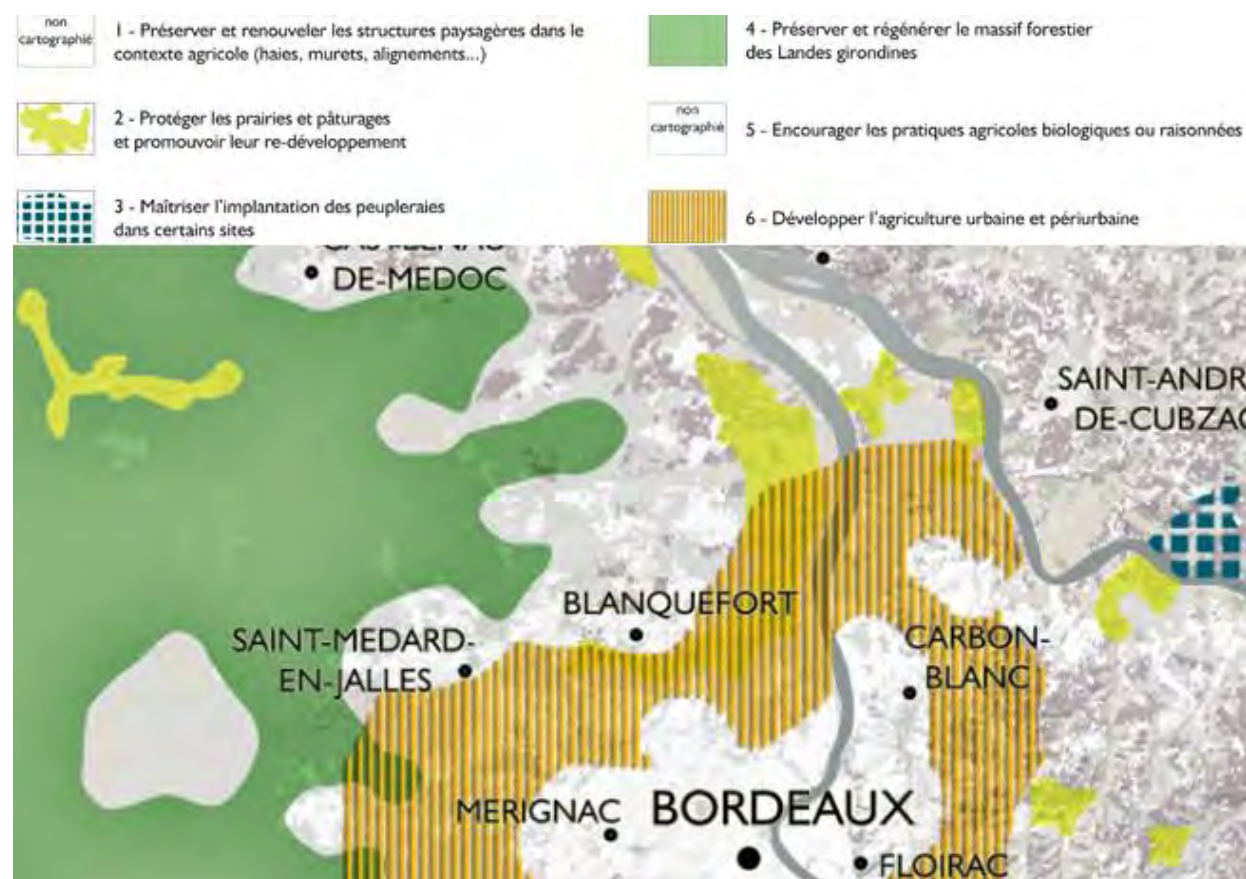 non
cartographié
1 - Préserver et renouveler les structures paysagères dans le
contexte agricole (haies, murets, alignements...)
2 - Protéger les prairies et pâturages
et promouvoir leur re-développement
3 - Maîtriser l'implantation des peupleraies
dans certains sites
4 - Préserver et régénérer le massif forestier
des Landes girondines
non
cartographié
5 - Encourager les pratiques agricoles biologiques ou raisonnées
6 - Développer l'agriculture urbaine et périurbaine
DE-MEDOC
SAINT-ANDR
DE-CUBZAC
BLANQUEFORT
SAINT-MEDARD-
EN-JALLES
CARBON-
BLANC
MERIGNAC
BORDEAUX
FLOIRAC